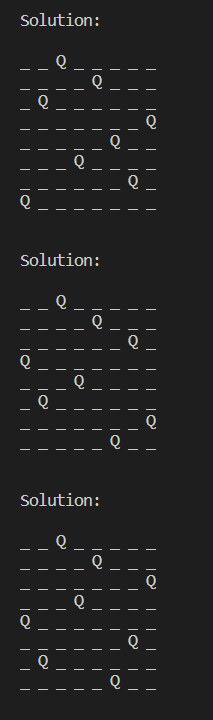 Solution:
_ _ Q _ _ _ _ _
_ _ _ _ Q _ _ _
_ Q _ _ _ _ _ _
_ _ _ _ _ _ _ Q
_ _ _ _ _ Q _ _
_ _ _ Q _ _ _ _
_ _ _ _ _ _ Q _
Q _ _ _ _ _ _ _
Solution:
_ _ Q _ _ _ _ _
_ _ _ _ Q _ _ _
_ _ _ _ _ _ Q _
Q _ _ _ _ _ _ _
_ _ _ Q _ _ _ _
_ Q _ _ _ _ _ _
_ _ _ _ _ _ _ Q
_ _ _ _ _ Q _ _
Solution:
_ _ Q _ _ _ _ _
_ _ _ _ Q _ _ _
_ _ _ _ _ _ _ Q
_ _ _ Q _ _ _ _
Q _ _ _ _ _ _ _
_ _ _ _ _ _ Q _
_ Q _ _ _ _ _ _
_ _ _ _ _ Q _ _